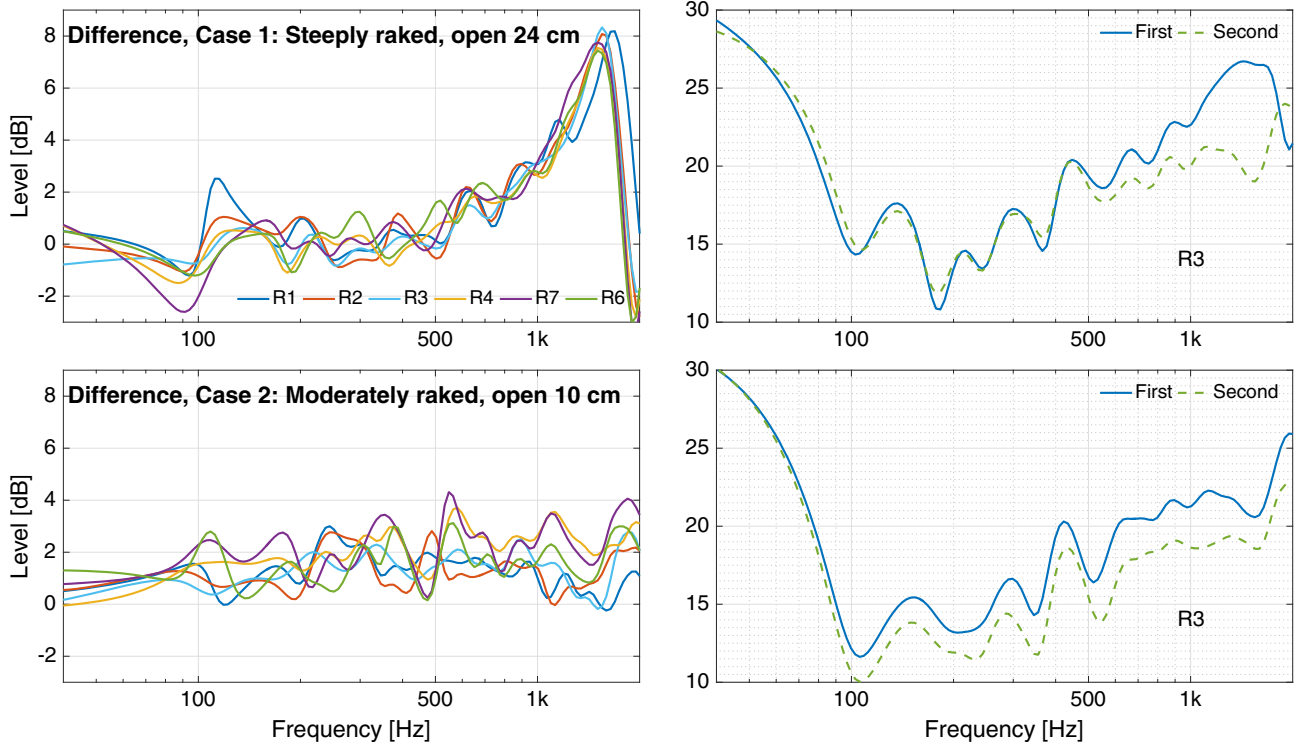 Difference, Case 1: Steeply raked, open 24 cm
Level [dB]
8
6
4
2
0
-2
R1 R2 R3 R4 R7 R6
100 500 1k
30
25
20
15
10
First Second
R3
100 500 1k
Difference, Case 2: Moderately raked, open 10 cm
Level [dB]
8
6
4
2
0
-2
100 500 1k
Frequency [Hz]
30
25
20
15
10
First Second
R3
100 500 1k
Frequency [Hz]